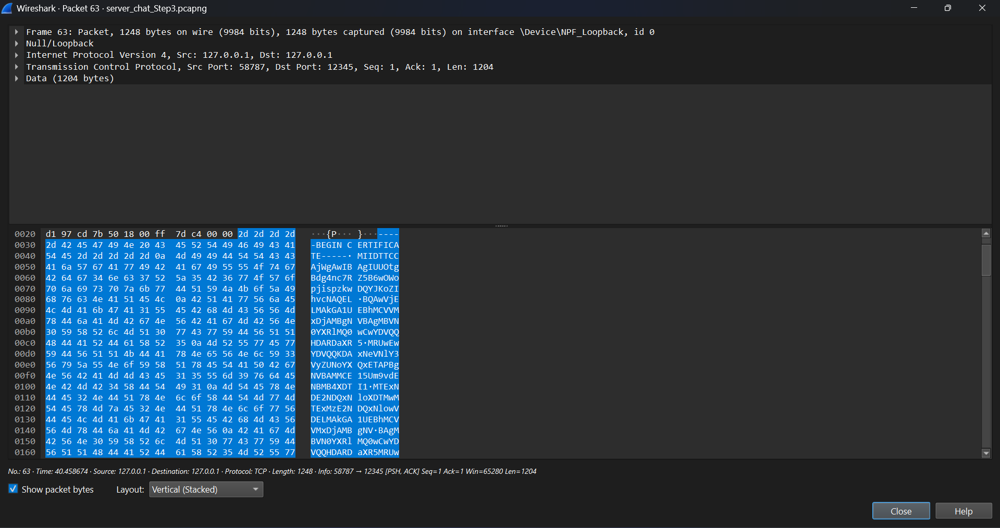 Wireshark · Packet 63 · server_chat_Step3.pcapng
Frame 63: Packet, 1248 bytes on wire (9984 bits), 1248 bytes captured (9984 bits) on interface \Device\NPF_Loopback, id 0
Null/Loopback
Internet Protocol Version 4, Src: 127.0.0.1, Dst: 127.0.0.1
Transmission Control Protocol, Src Port: 58787, Dst Port: 12345, Seq: 1, Ack: 1, Len: 1204
Data (1204 bytes)
0020 d1 97 cd 7b 50 18 00 ff 7d c4 00 00 2d 2d 2d 2d ···{P··· }···----
0030 2d 42 45 47 49 4e 20 43 45 52 54 49 46 49 43 41 -BEGIN C ERTIFICA
0040 54 45 2d 2d 2d 2d 2d 0a 4d 49 49 44 54 54 43 43 TE-----· MIIDTTCC
0050 41 6a 57 67 41 77 49 42 41 67 49 55 55 4f 74 67 AjWgAwIB AgIUUOtg
0060 42 64 67 34 6e 63 37 52 5a 35 42 36 77 4f 57 6f Bdg4nc7R Z5B6wOWo
0070 70 6a 69 73 70 7a 6b 77 44 51 59 4a 4b 6f 5a 49 pjispzkw DQYJKoZI
0080 68 76 63 4e 41 51 45 4c 0a 42 51 41 77 56 6a 45 hvcNAQEL ·BQAwVjE
0090 4c 4d 41 6b 47 41 31 55 45 42 68 4d 43 56 56 4d LMAkGA1U EBhMCVVM
00a0 78 44 6a 41 4d 42 67 4e 56 42 41 67 4d 42 56 4e xDjAMBgN VBAgMBVN
00b0 30 59 58 52 6c 4d 51 30 77 43 77 59 44 56 51 51 0YXRlMQ0 wCwYDVQQ
00c0 48 44 41 52 44 61 58 52 35 0a 4d 52 55 77 45 77 HDARDaXR 5·MRUwEw
00d0 59 44 56 51 51 4b 44 41 78 4e 65 56 4e 6c 59 33 YDVQQKDA xNeVNlY3
00e0 56 79 5a 55 4e 6f 59 58 51 78 45 54 41 50 42 67 VyZUNoYX QxETAPBg
00f0 4e 56 42 41 4d 4d 43 45 31 35 55 6d 39 76 64 45 NVBAMMCE 15Um9vdE
0100 4e 42 4d 42 34 58 44 54 49 31 0a 4d 54 45 78 4e NBMB4XDT I1·MTExN
0110 44 45 32 4e 44 51 78 4e 6c 6f 58 44 54 4d 77 4d DE2NDQxN loXDTMwM
0120 54 45 78 4d 7a 45 32 4e 44 51 78 4e 6c 6f 77 56 TExMzE2N DQxNlowV
0130 44 45 4c 4d 41 6b 47 41 31 55 45 42 68 4d 43 56 DELMAkGA 1UEBhMCV
0140 56 4d 78 44 6a 41 4d 42 67 4e 56 0a 42 41 67 4d VMxDjAMB gNV·BAgM
0150 42 56 4e 30 59 58 52 6c 4d 51 30 77 43 77 59 44 BVN0YXRl MQ0wCwYD
0160 56 51 51 48 44 41 52 44 61 58 52 35 4d 52 55 77 VQQHDARD aXR5MRUw
No.: 63 · Time: 40.458674 · Source: 127.0.0.1 · Destination: 127.0.0.1 · Protocol: TCP · Length: 1248 · Info: 58787 → 12345 [PSH, ACK] Seq=1 Ack=1 Win=65280 Len=1204
Show packet bytes Layout: Vertical (Stacked)
Close Help